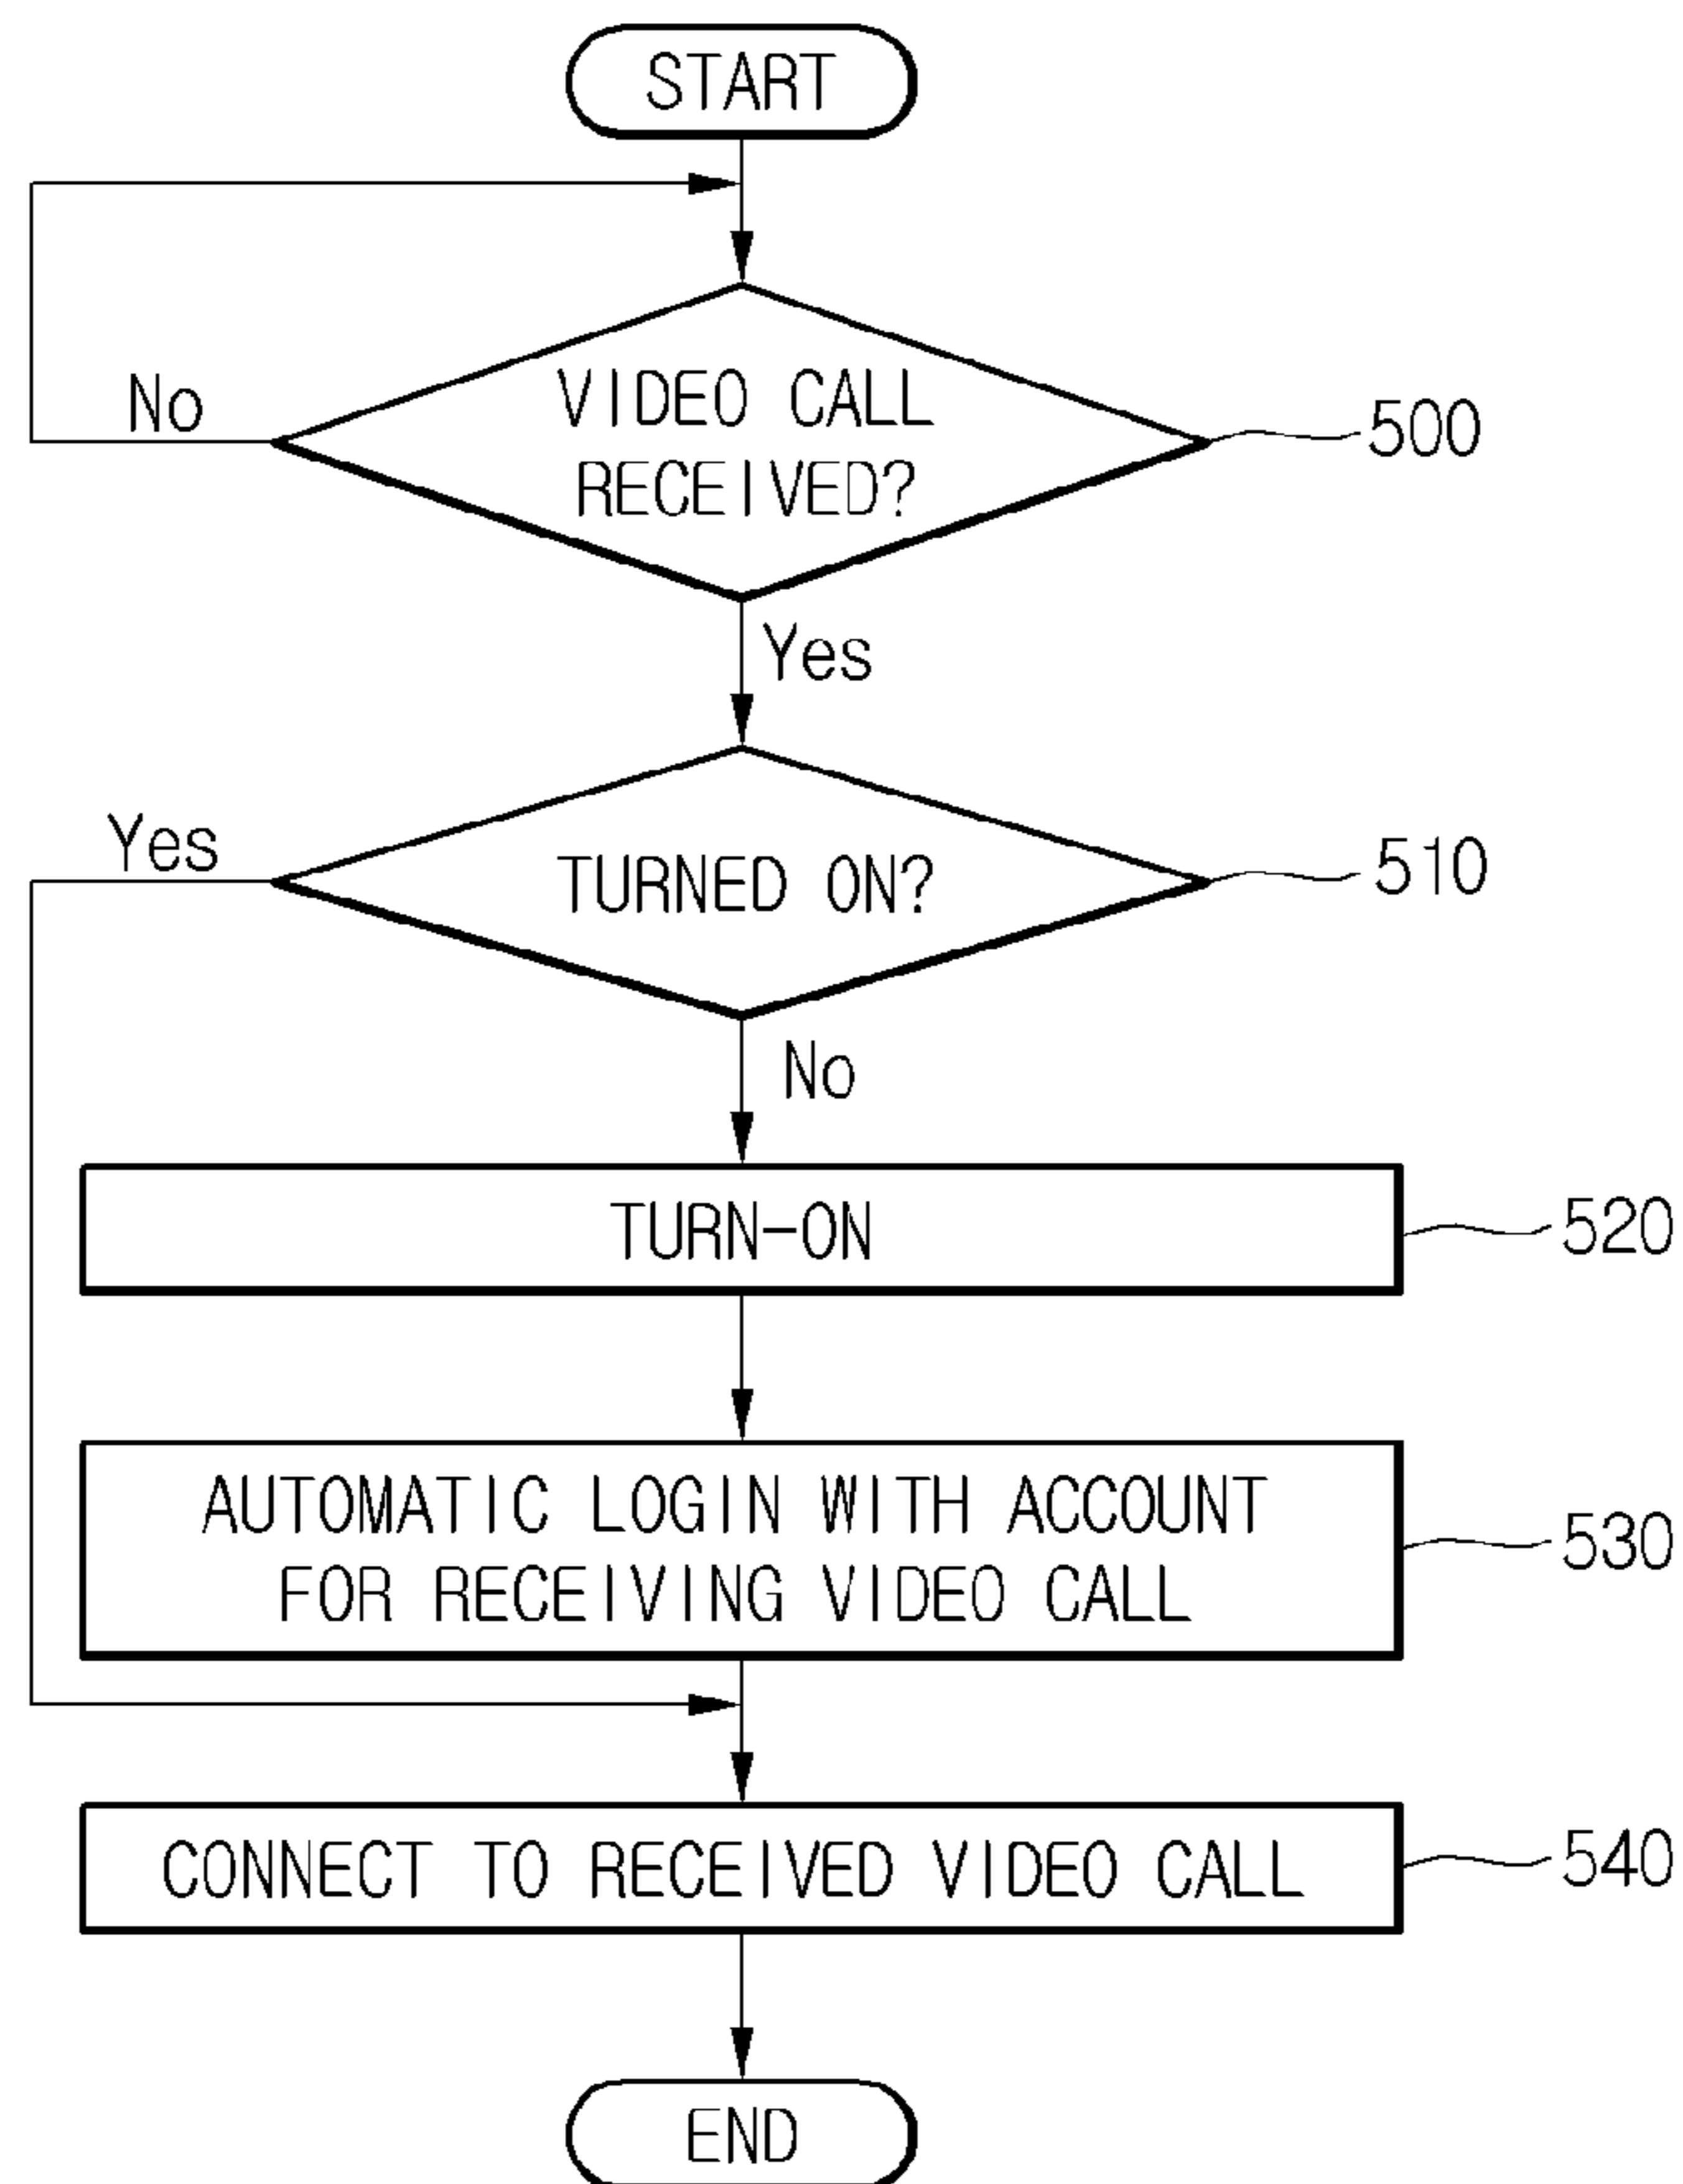 START
No
VIDEO CALL
RECEIVED?
500
Yes
Yes
TURNED ON?
510
No
TURN-ON
520
AUTOMATIC LOGIN WITH ACCOUNT
FOR RECEIVING VIDEO CALL
530
CONNECT TO RECEIVED VIDEO CALL
540
END